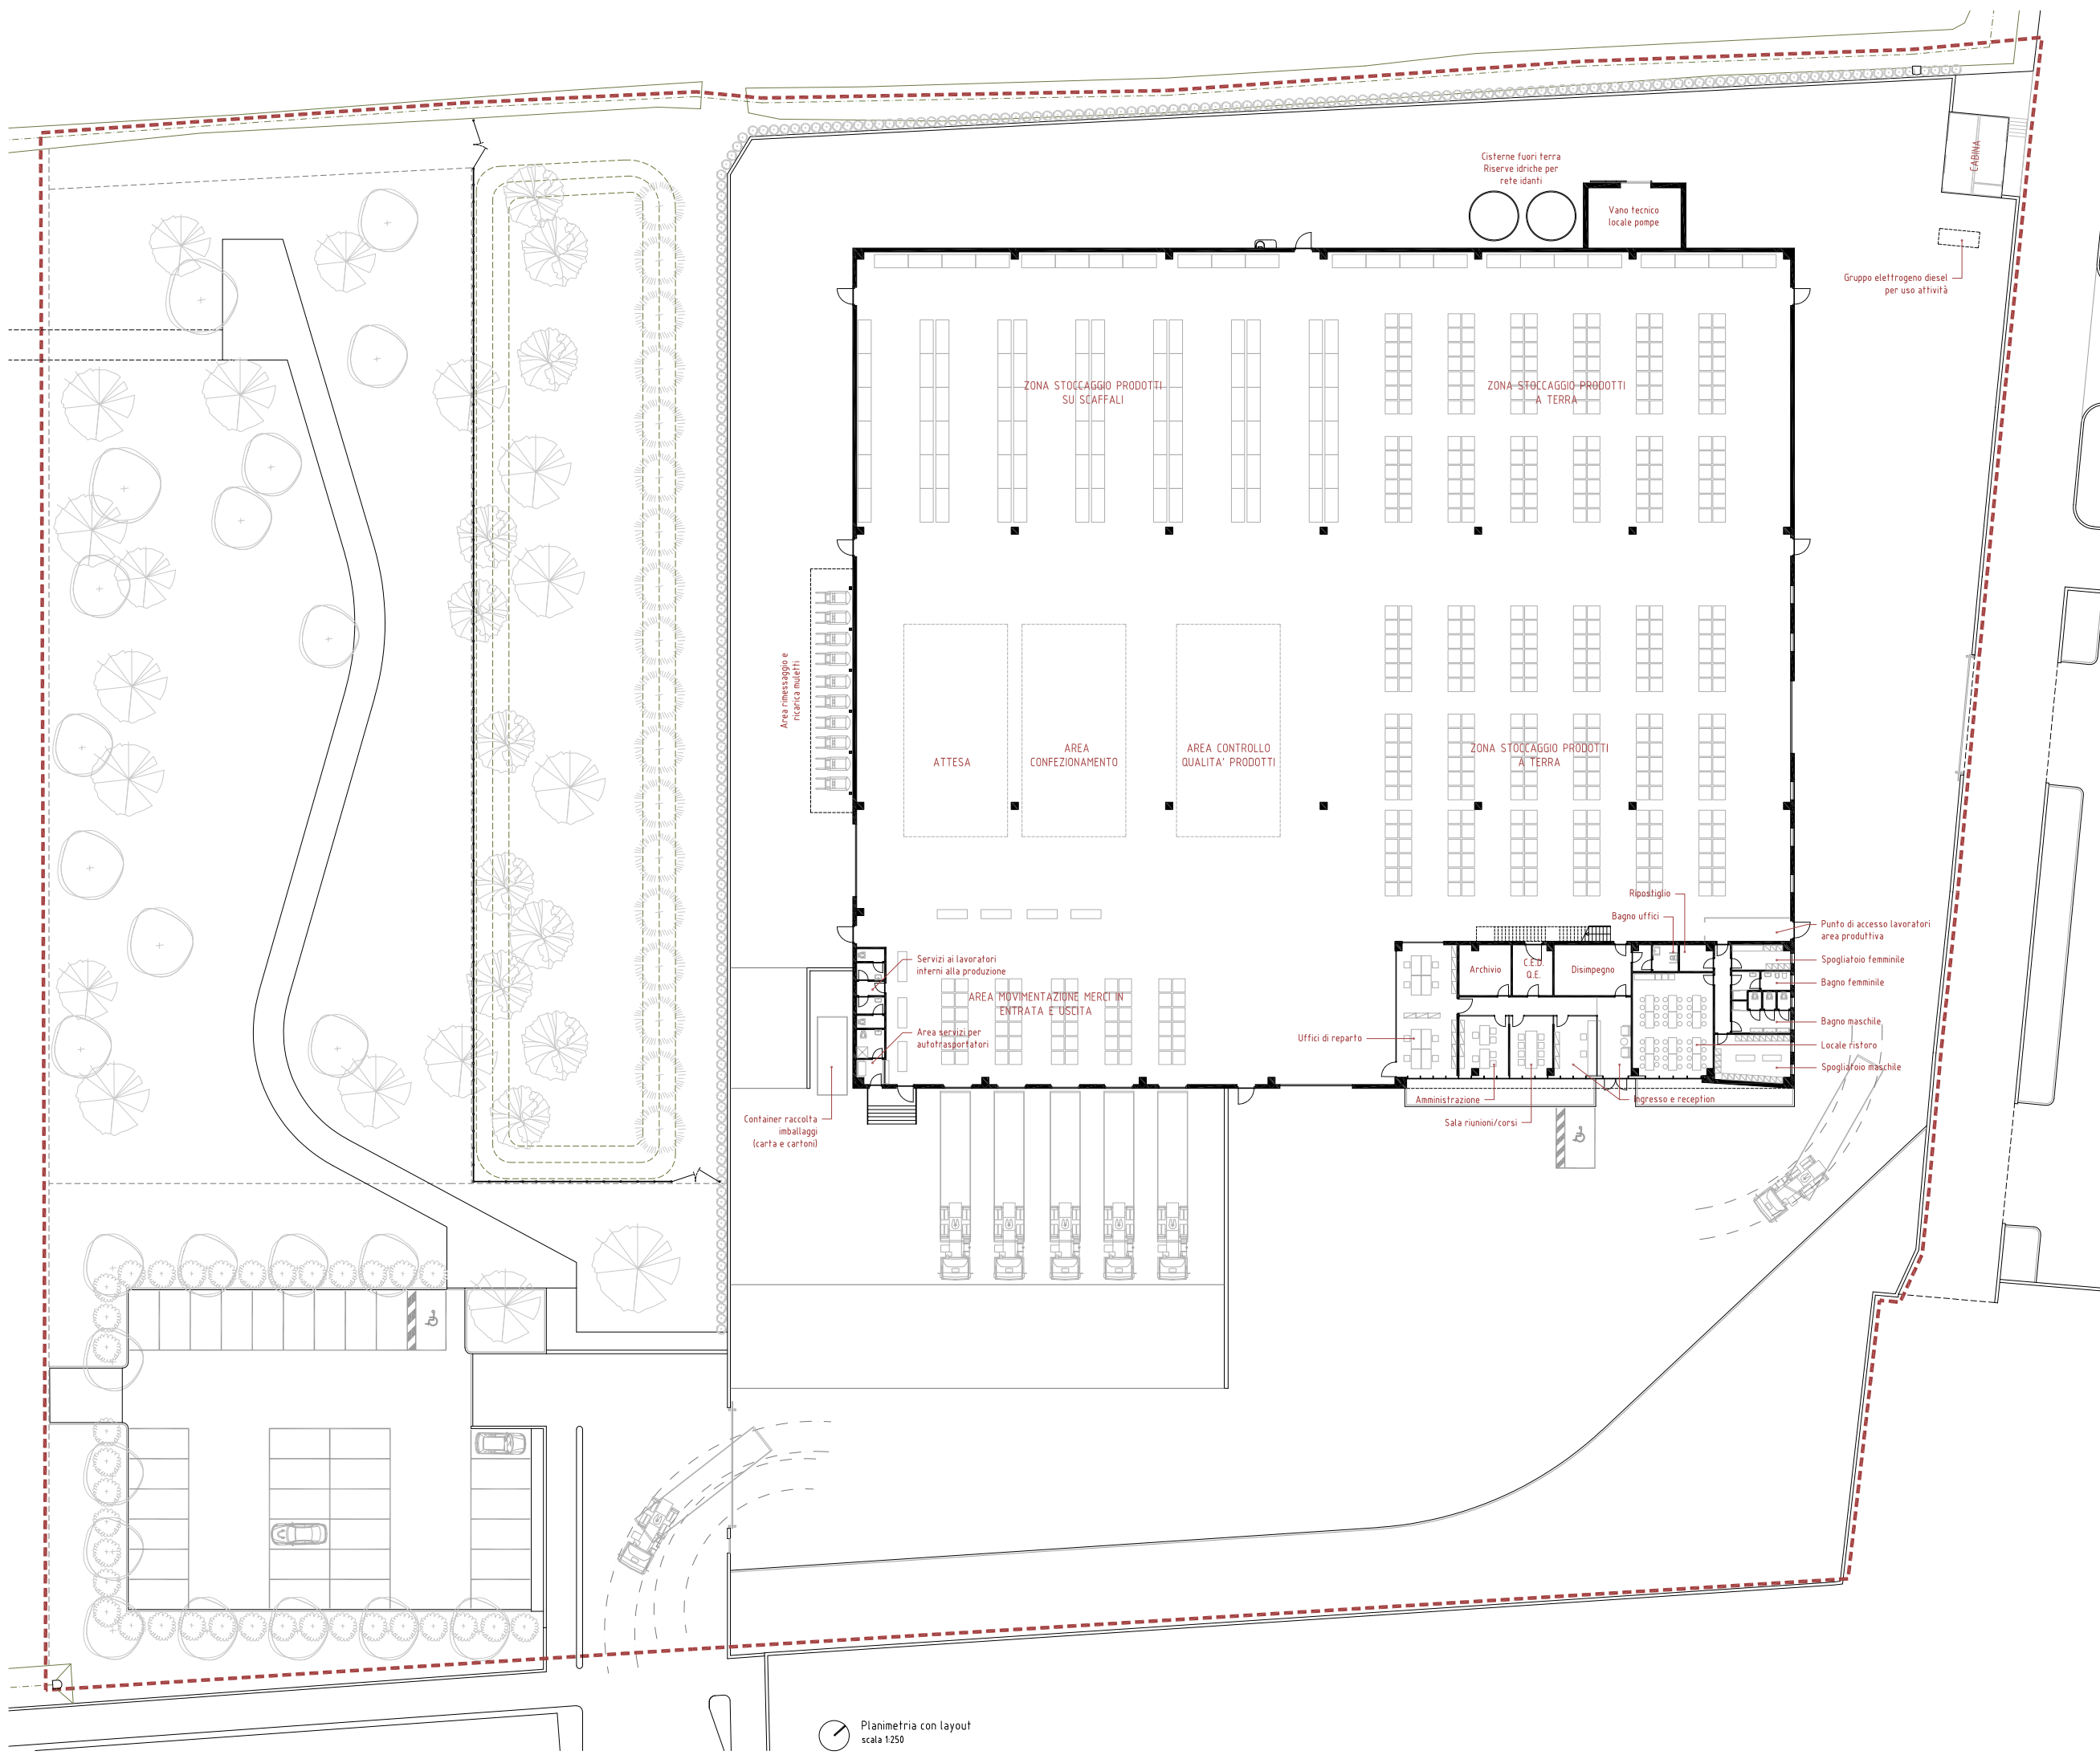 Cisterne fuori terra
Riserve idriche per
rete idanti
Vano tecnico
locale pompe
CABINA
Gruppo elettrogeno diesel
per uso attività
ZONA STOCCAGGIO PRODOTTI
SU SCAFFALI
ZONA STOCCAGGIO PRODOTTI
A TERRA
Area rimessaggio e
ricarica muletti
ATTESA
AREA
CONFEZIONAMENTO
AREA CONTROLLO
QUALITA' PRODOTTI
ZONA STOCCAGGIO PRODOTTI
A TERRA
Ripostiglio
Bagno uffici
Punto di accesso lavoratori
area produttiva
Servizi ai lavoratori
interni alla produzione
Archivio
C.E.D.
Q.E.
Disimpegno
Spogliatoio femminile
Bagno femminile
AREA MOVIMENTAZIONE MERCI IN
ENTRATA E USCITA
Bagno maschile
Area servizi per
autotrasportatori
Uffici di reparto
Locale ristoro
Spogliatoio maschile
Amministrazione
Ingresso e reception
Container raccolta
imballaggi
(carta e cartoni)
Sala riunioni/corsi
Planimetria con layout
scala 1:250